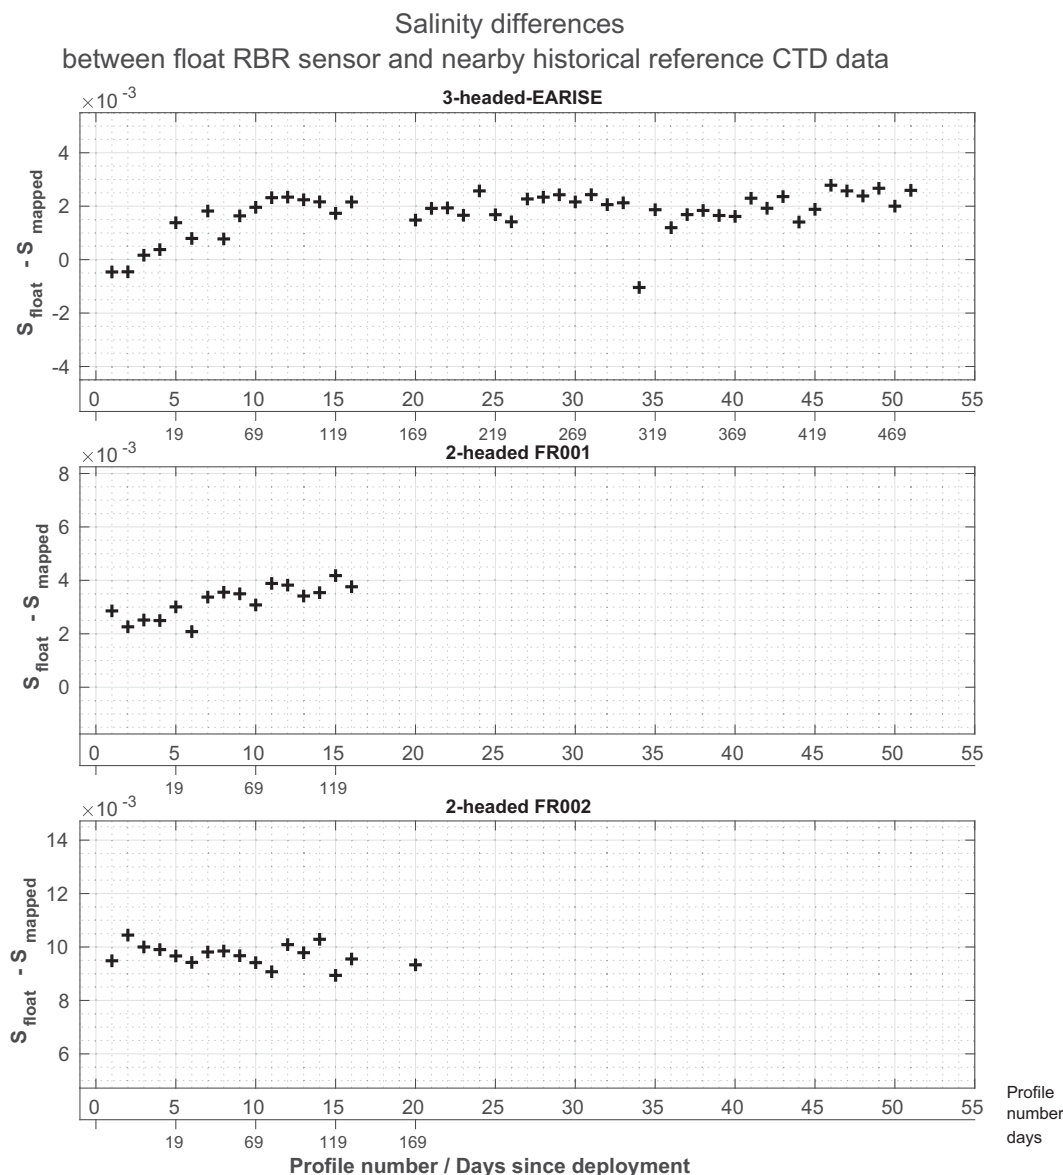 Salinity differences
between float RBR sensor and nearby historical reference CTD data
×10 -3
3-headed-EARISE
S float - S mapped
4
2
0
-2
-4
0 5 10 15 20 25 30 35 40 45 50 55
19 69 119 169 219 269 319 369 419 469
×10 -3
2-headed FR001
S float - S mapped
8
6
4
2
0
0 5 10 15 20 25 30 35 40 45 50 55
19 69 119
×10 -3
2-headed FR002
S float - S mapped
14
12
10
8
6
0 5 10 15 20 25 30 35 40 45 50 55
19 69 119 169
Profile
number
days
Profile number / Days since deployment